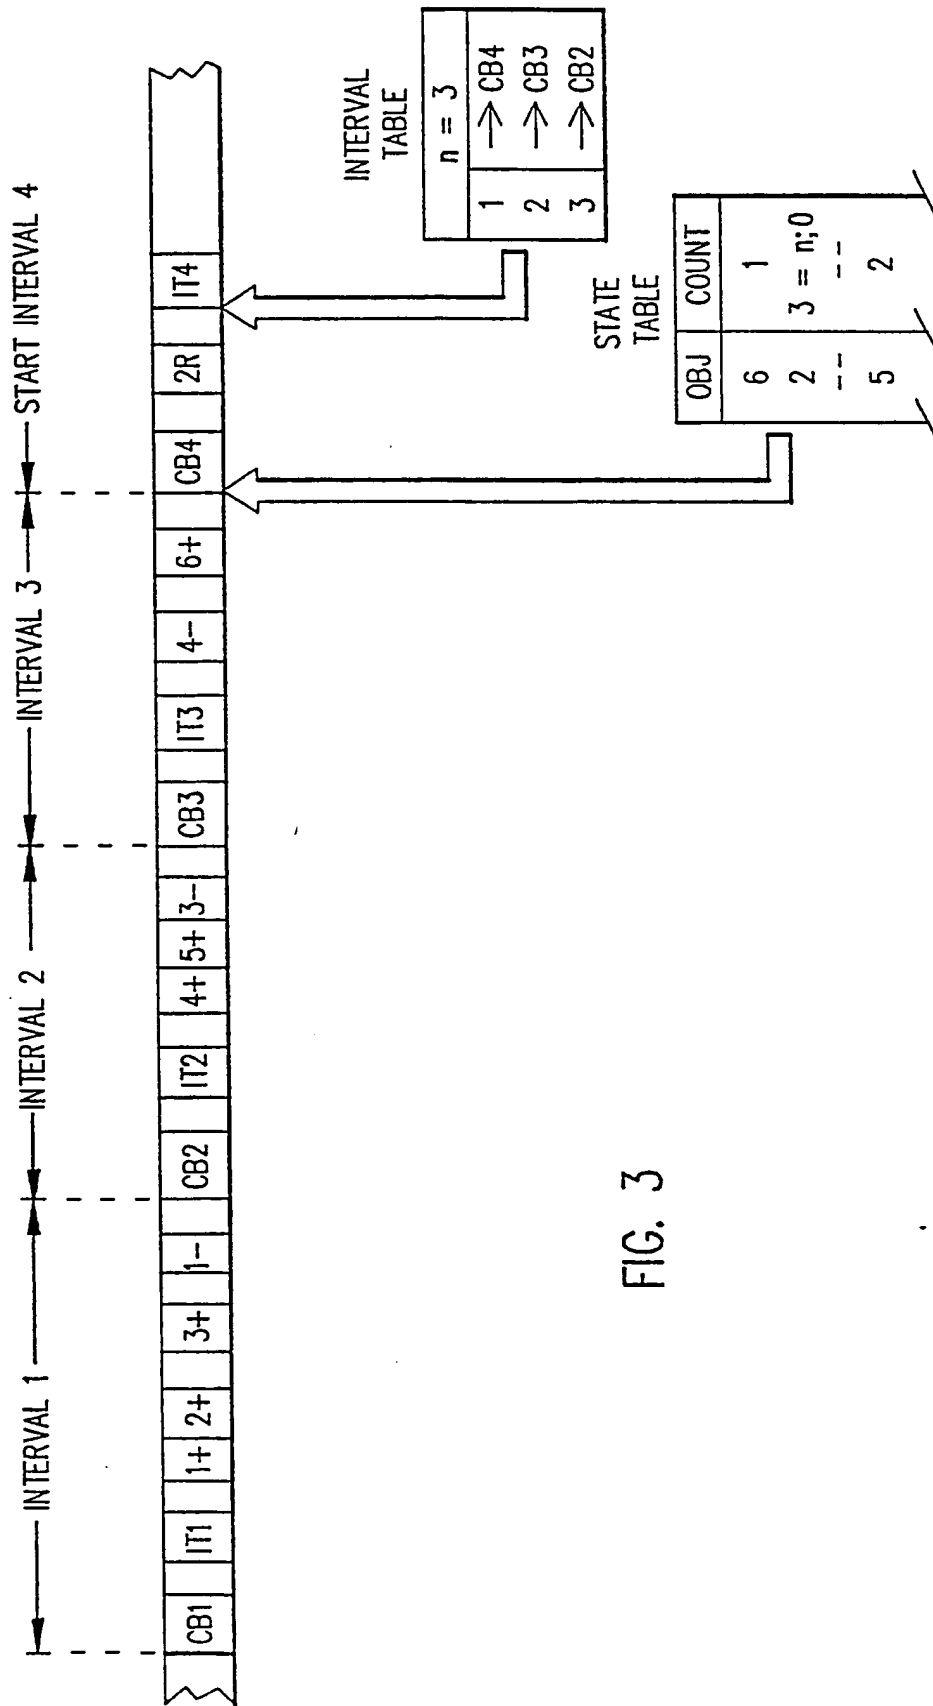 INTERVAL 1 INTERVAL 2 INTERVAL 3 START INTERVAL 4
CB1 IT1 1+ 2+ 3+ 1- CB2 IT2 4+ 5+ 3- CB3 IT3 4- 6+ CB4 2R IT4
INTERVAL
TABLE
n = 3
1 → CB4
2 → CB3
3 → CB2
STATE
TABLE
OBJ COUNT
6 1
2 3 = n;0
-- --
5 2
FIG. 3